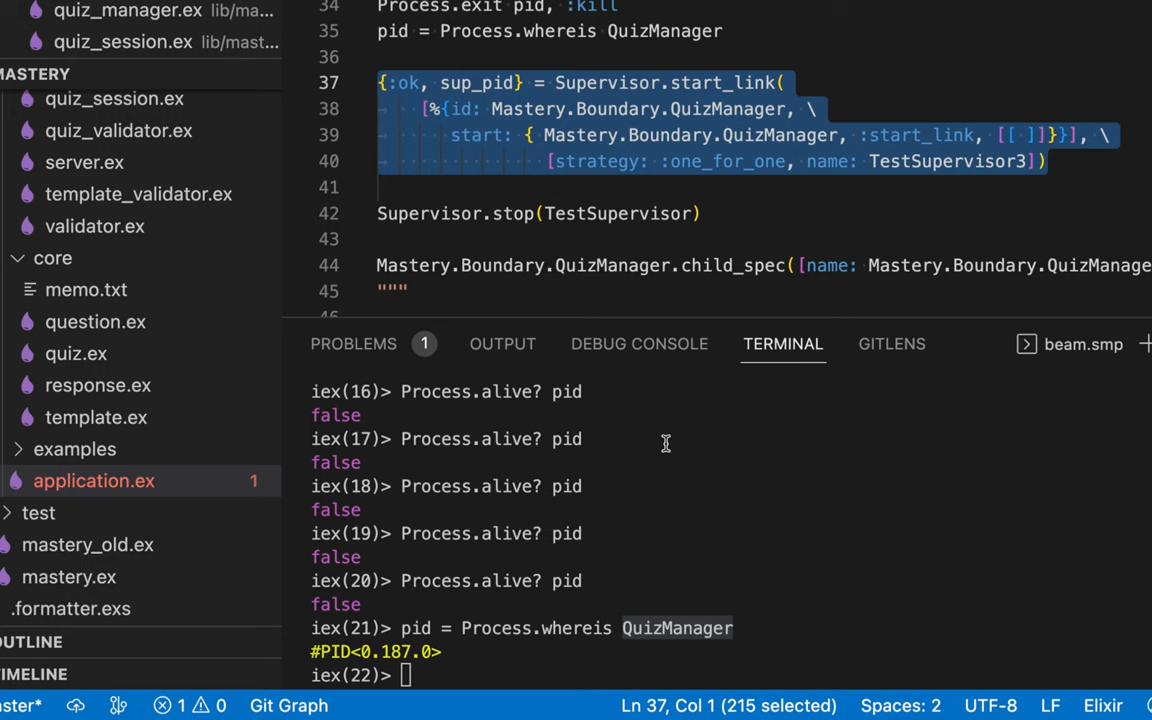 quiz_manager.ex lib/ma...
quiz_session.ex lib/mast...
MASTERY
quiz_session.ex
quiz_validator.ex
server.ex
template_validator.ex
validator.ex
core
memo.txt
question.ex
quiz.ex
response.ex
template.ex
examples
application.ex 1
test
mastery_old.ex
mastery.ex
.formatter.exs
OUTLINE
TIMELINE
34 Process.exit pid, :kill
35 pid = Process.whereis QuizManager
36
37 {:ok, sup_pid} = Supervisor.start_link(
38 [%{id: Mastery.Boundary.QuizManager, \
39 start: { Mastery.Boundary.QuizManager, :start_link, [[ ]]}}], \
40 [strategy: :one_for_one, name: TestSupervisor3])
41
42 Supervisor.stop(TestSupervisor)
43
44 Mastery.Boundary.QuizManager.child_spec([name: Mastery.Boundary.QuizManage
45 """
PROBLEMS 1 OUTPUT DEBUG CONSOLE TERMINAL GITLENS beam.smp
iex(16)> Process.alive? pid
false
iex(17)> Process.alive? pid
false
iex(18)> Process.alive? pid
false
iex(19)> Process.alive? pid
false
iex(20)> Process.alive? pid
false
iex(21)> pid = Process.whereis QuizManager
#PID<0.187.0>
iex(22)>
aster* 1 0 Git Graph Ln 37, Col 1 (215 selected) Spaces: 2 UTF-8 LF Elixir